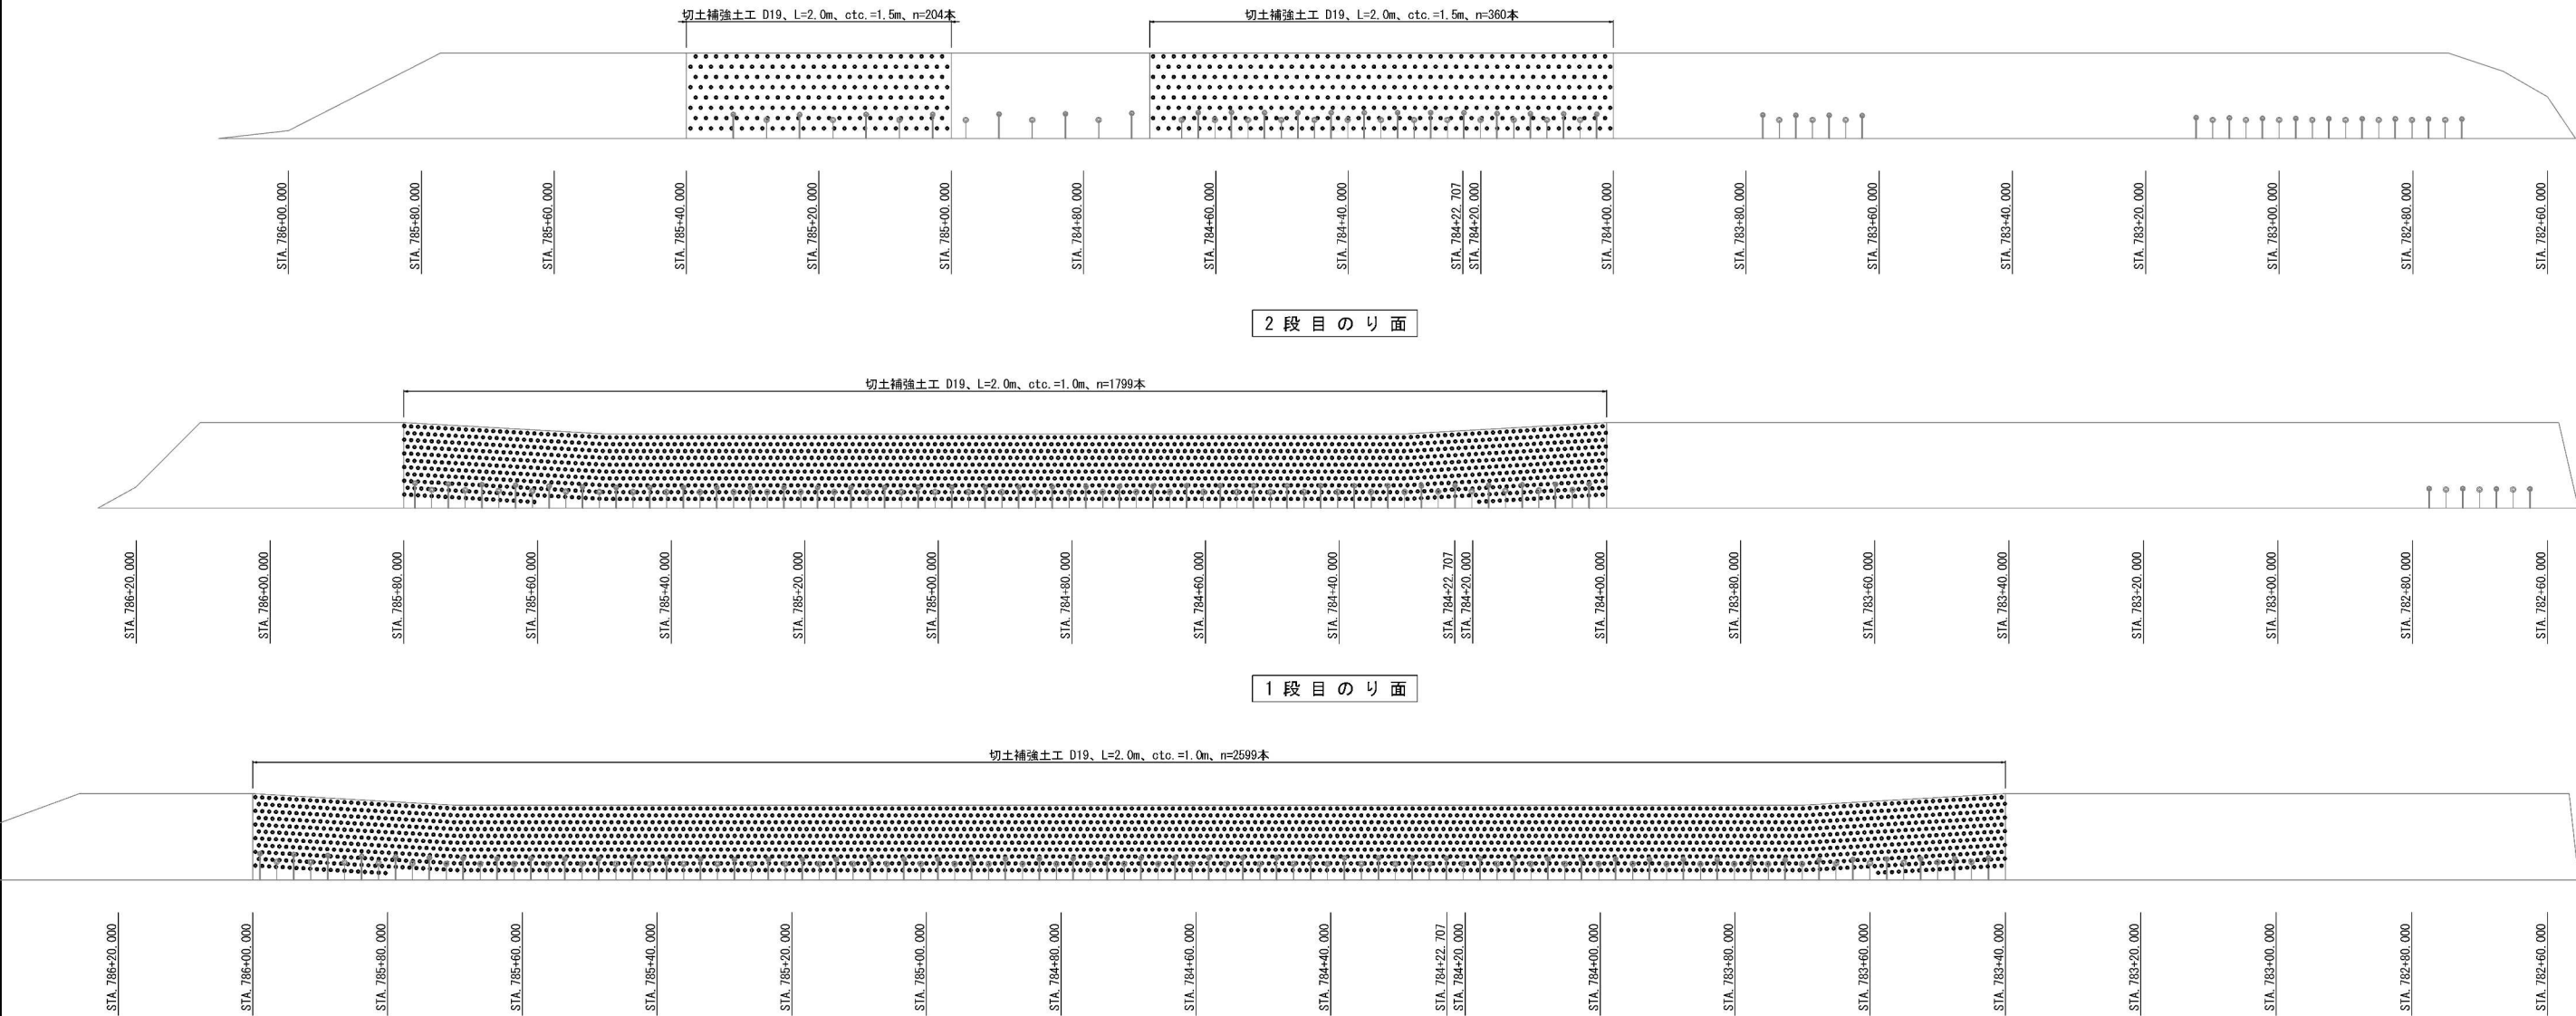 切土補強土工 D19、L=2.0m、ctc.=1.5m、n=204本
切土補強土工 D19、L=2.0m、ctc.=1.5m、n=360本
STA.786+00.000
STA.785+80.000
STA.785+60.000
STA.785+40.000
STA.785+20.000
STA.785+00.000
STA.784+80.000
STA.784+60.000
STA.784+40.000
STA.784+22.707
STA.784+20.000
STA.784+00.000
STA.783+80.000
STA.783+60.000
STA.783+40.000
STA.783+20.000
STA.783+00.000
STA.782+80.000
STA.782+60.000
2段目のり面
切土補強土工 D19、L=2.0m、ctc.=1.0m、n=1799本
STA.786+20.000
STA.786+00.000
STA.785+80.000
STA.785+60.000
STA.785+40.000
STA.785+20.000
STA.785+00.000
STA.784+80.000
STA.784+60.000
STA.784+40.000
STA.784+22.707
STA.784+20.000
STA.784+00.000
STA.783+80.000
STA.783+60.000
STA.783+40.000
STA.783+20.000
STA.783+00.000
STA.782+80.000
STA.782+60.000
1段目のり面
切土補強土工 D19、L=2.0m、ctc.=1.0m、n=2599本
STA.786+20.000
STA.786+00.000
STA.785+80.000
STA.785+60.000
STA.785+40.000
STA.785+20.000
STA.785+00.000
STA.784+80.000
STA.784+60.000
STA.784+40.000
STA.784+22.707
STA.784+20.000
STA.784+00.000
STA.783+80.000
STA.783+60.000
STA.783+40.000
STA.783+20.000
STA.783+00.000
STA.782+80.000
STA.782+60.000